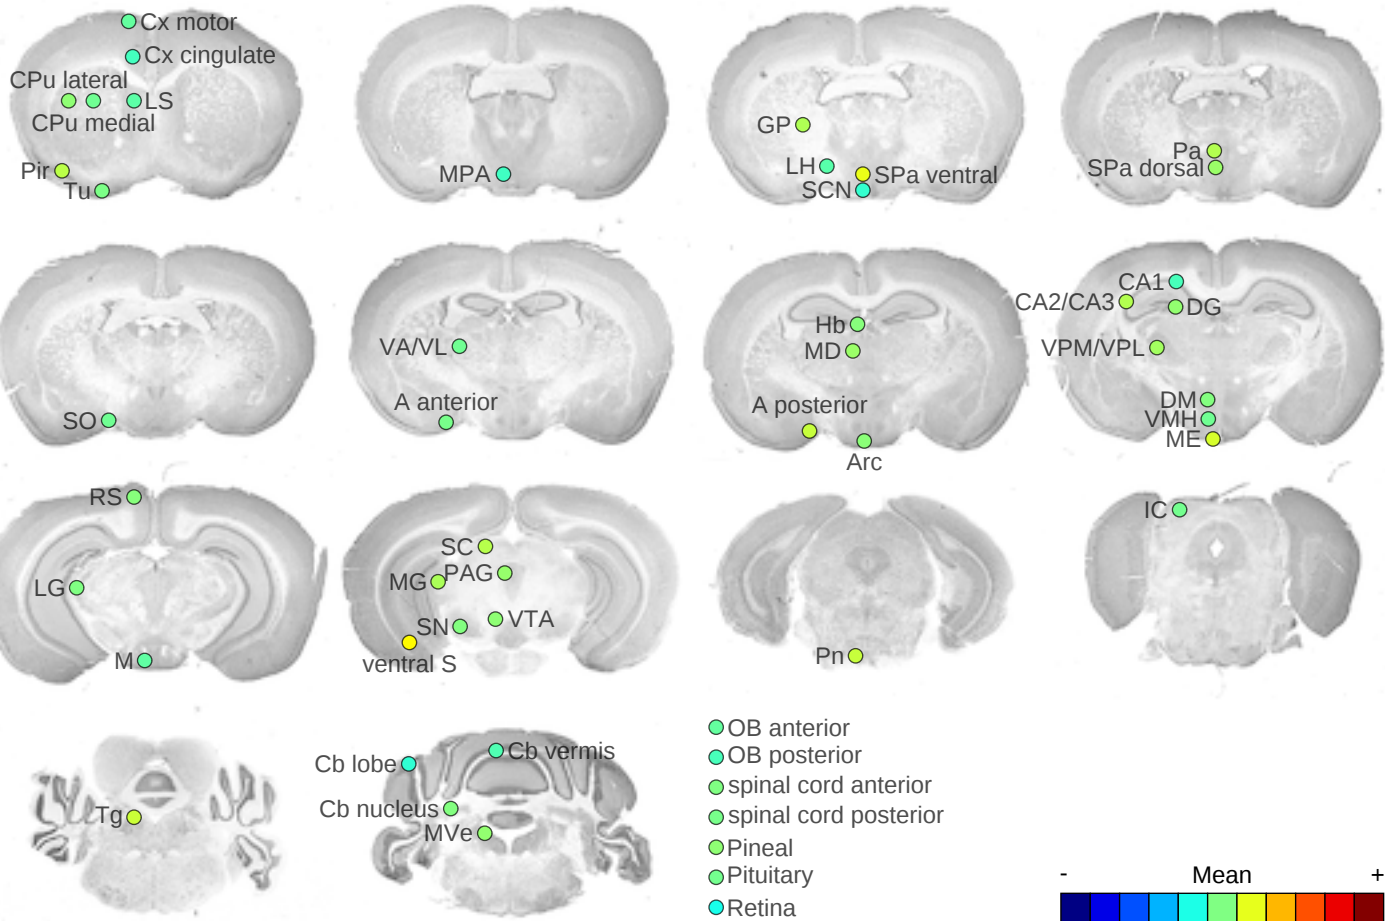 Cx motor
Cx cingulate
CPu lateral
LS
CPu medial
Pir
Tu
MPA
GP
LH
SPa ventral
SCN
Pa
SPa dorsal
SO
VA/VL
A anterior
Hb
MD
A posterior
Arc
CA1
CA2/CA3
DG
VPM/VPL
DM
VMH
ME
RS
LG
M
SC
MG
PAG
SN
VTA
ventral S
Pn
IC
Tg
Cb lobe
Cb vermis
Cb nucleus
MVe
OB anterior
OB posterior
spinal cord anterior
spinal cord posterior
Pineal
Pituitary
Retina
- Mean +